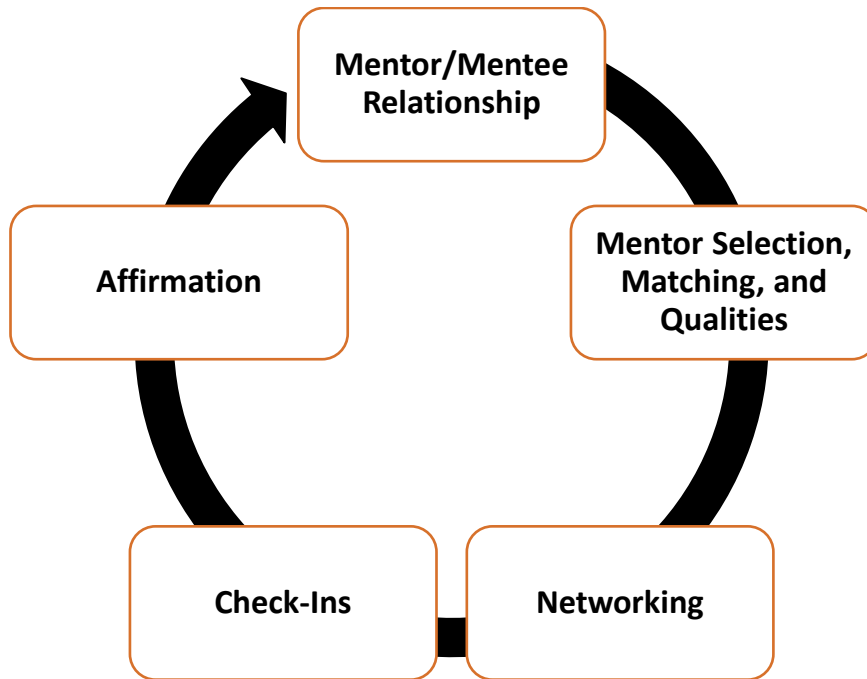 Mentor/Mentee
Relationship
Mentor Selection,
Matching, and
Qualities
Networking
Check-Ins
Affirmation